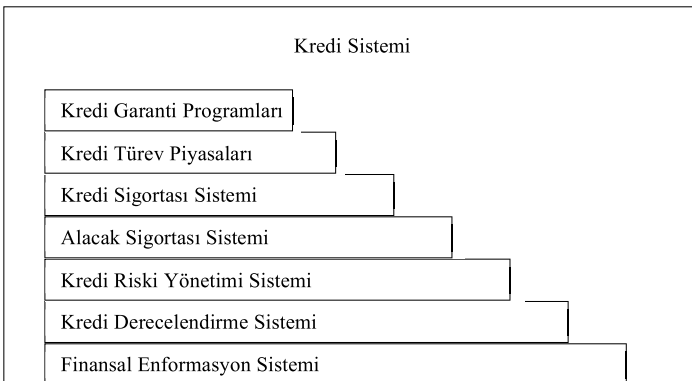 Kredi Sistemi
Kredi Garanti Programları
Kredi Türev Piyasaları
Kredi Sigortası Sistemi
Alacak Sigortası Sistemi
Kredi Riski Yönetimi Sistemi
Kredi Derecelendirme Sistemi
Finansal Enformasyon Sistemi